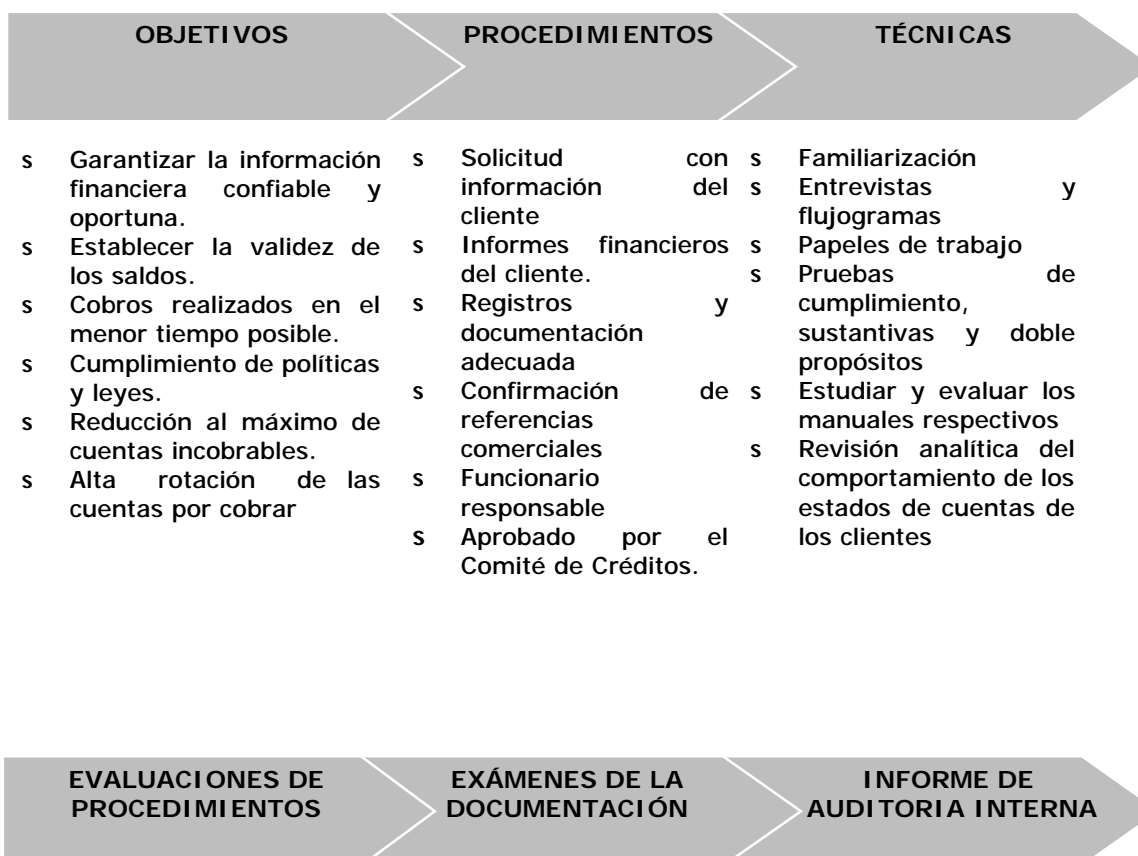 OBJETIVOS
PROCEDIMIENTOS
TÉCNICAS
s Garantizar la información
financiera confiable y
oportuna.
s Establecer la validez de
los saldos.
s Cobros realizados en el
menor tiempo posible.
s Cumplimiento de políticas
y leyes.
s Reducción al máximo de
cuentas incobrables.
s Alta rotación de las
cuentas por cobrar
s Solicitud con
información del
cliente
s Informes financieros
del cliente.
s Registros y
documentación
adecuada
s Confirmación de
referencias
comerciales
s Funcionario
responsable
s Aprobado por el
Comité de Créditos.
s Familiarización
s Entrevistas y
flujogramas
s Papeles de trabajo
s Pruebas de
cumplimiento,
sustantivas y doble
propósitos
s Estudiar y evaluar los
manuales respectivos
s Revisión analítica del
comportamiento de los
estados de cuentas de
los clientes
EVALUACIONES DE
PROCEDIMIENTOS
EXÁMENES DE LA
DOCUMENTACIÓN
INFORME DE
AUDITORIA INTERNA